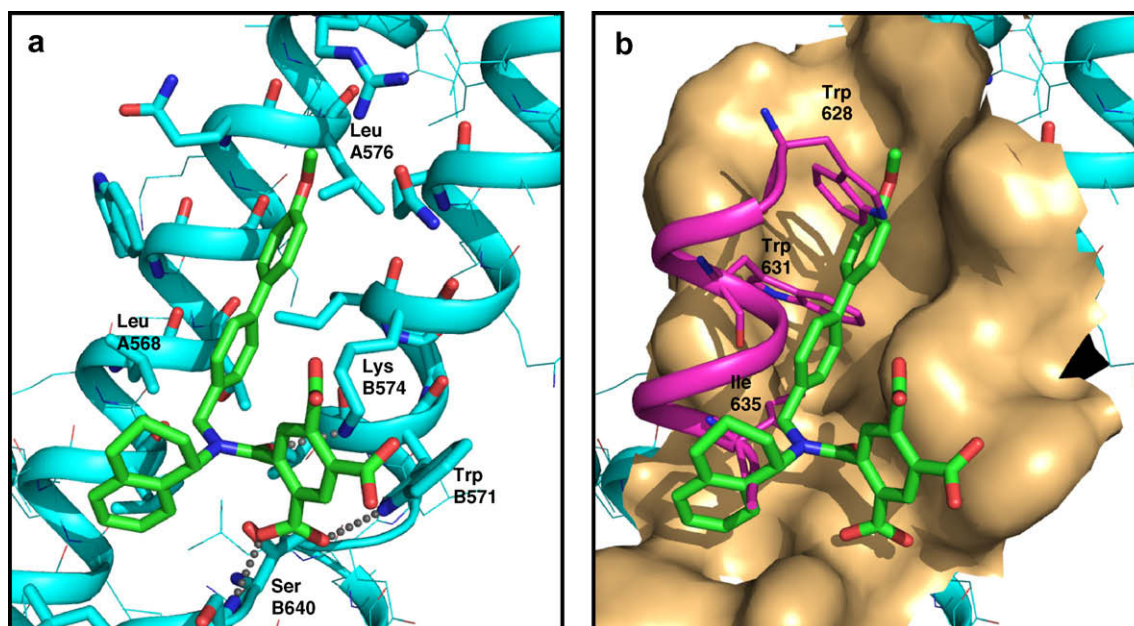 a
Leu
A576
Leu
A568
Lys
B574
Trp
B571
Ser
B640
b
Trp
628
Trp
631
Ile
635